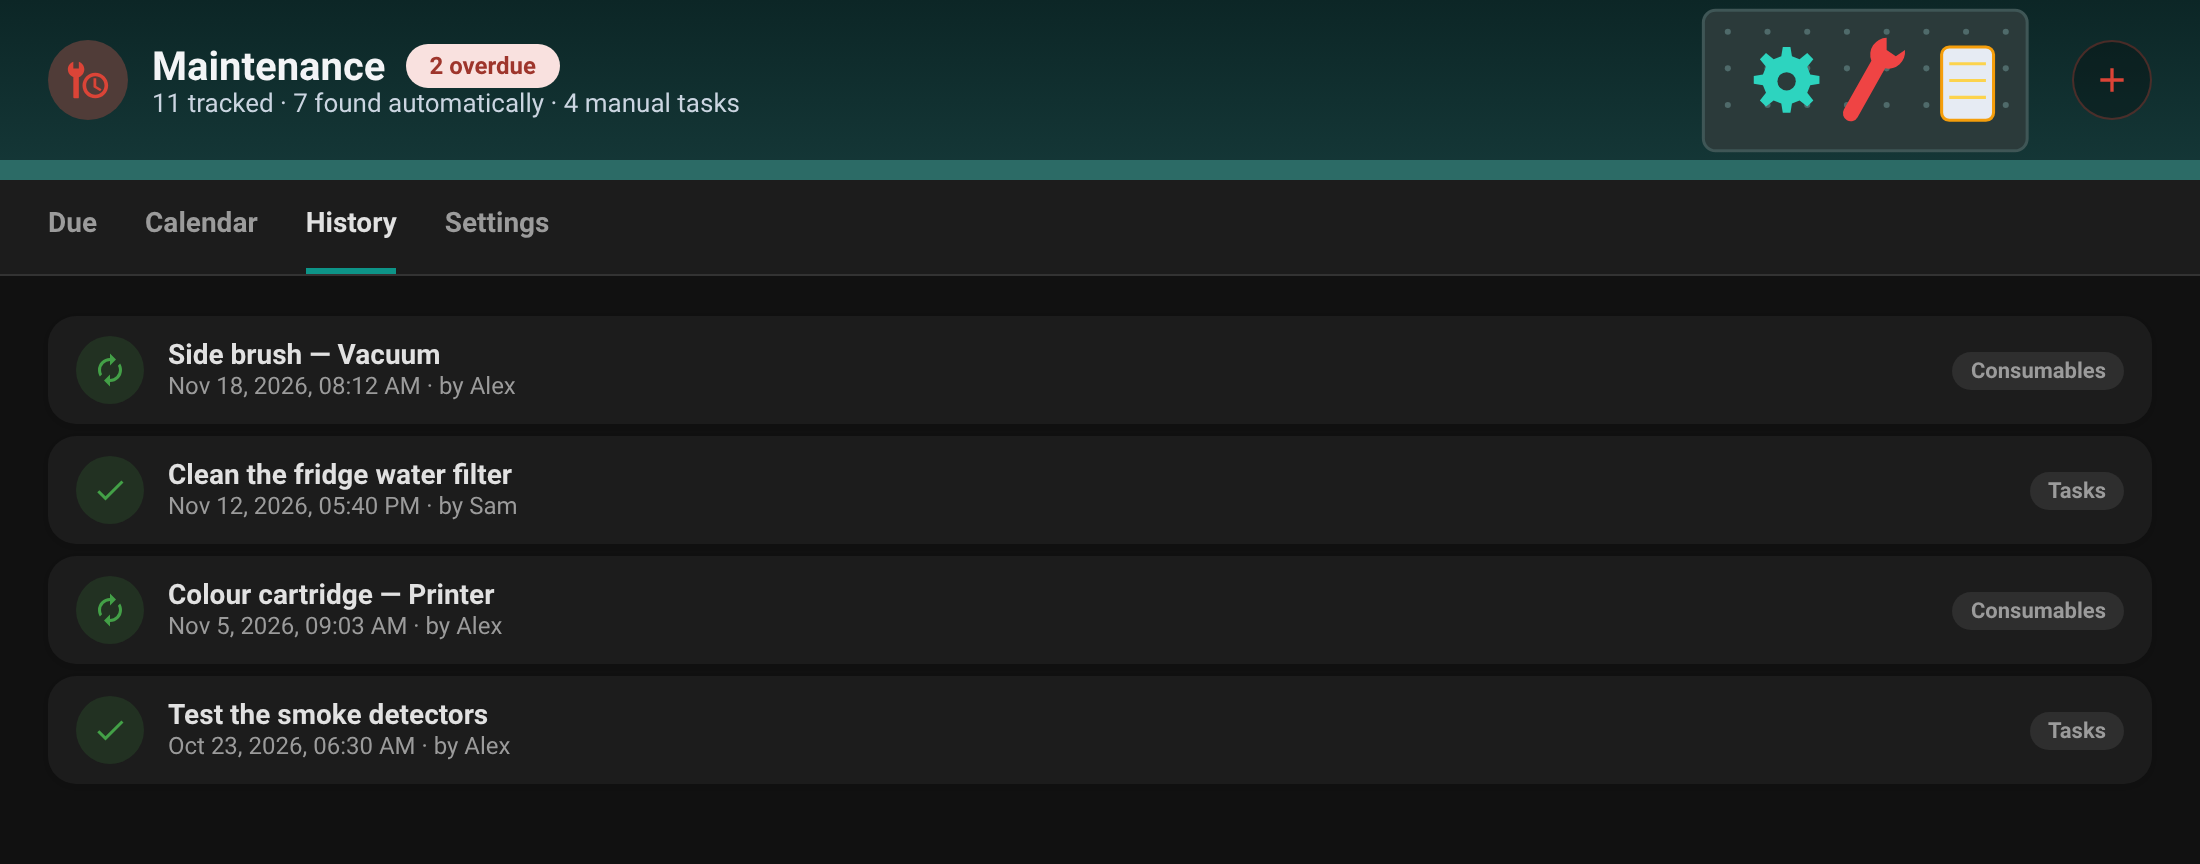 Maintenance
2 overdue
11 tracked · 7 found automatically · 4 manual tasks
Due
Calendar
History
Settings
Side brush — Vacuum
Nov 18, 2026, 08:12 AM · by Alex
Consumables
Clean the fridge water filter
Nov 12, 2026, 05:40 PM · by Sam
Tasks
Colour cartridge — Printer
Nov 5, 2026, 09:03 AM · by Alex
Consumables
Test the smoke detectors
Oct 23, 2026, 06:30 AM · by Alex
Tasks